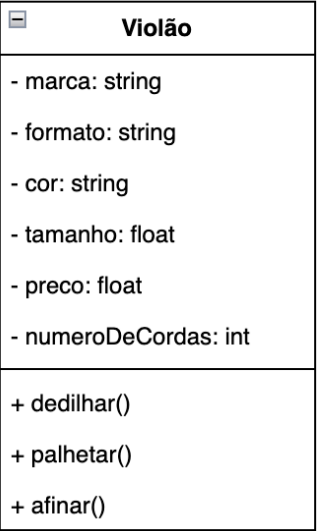 Violão
- marca: string
- formato: string
- cor: string
- tamanho: float
- preco: float
- numeroDeCordas: int
+ dedilhar()
+ palhetar()
+ afinar()